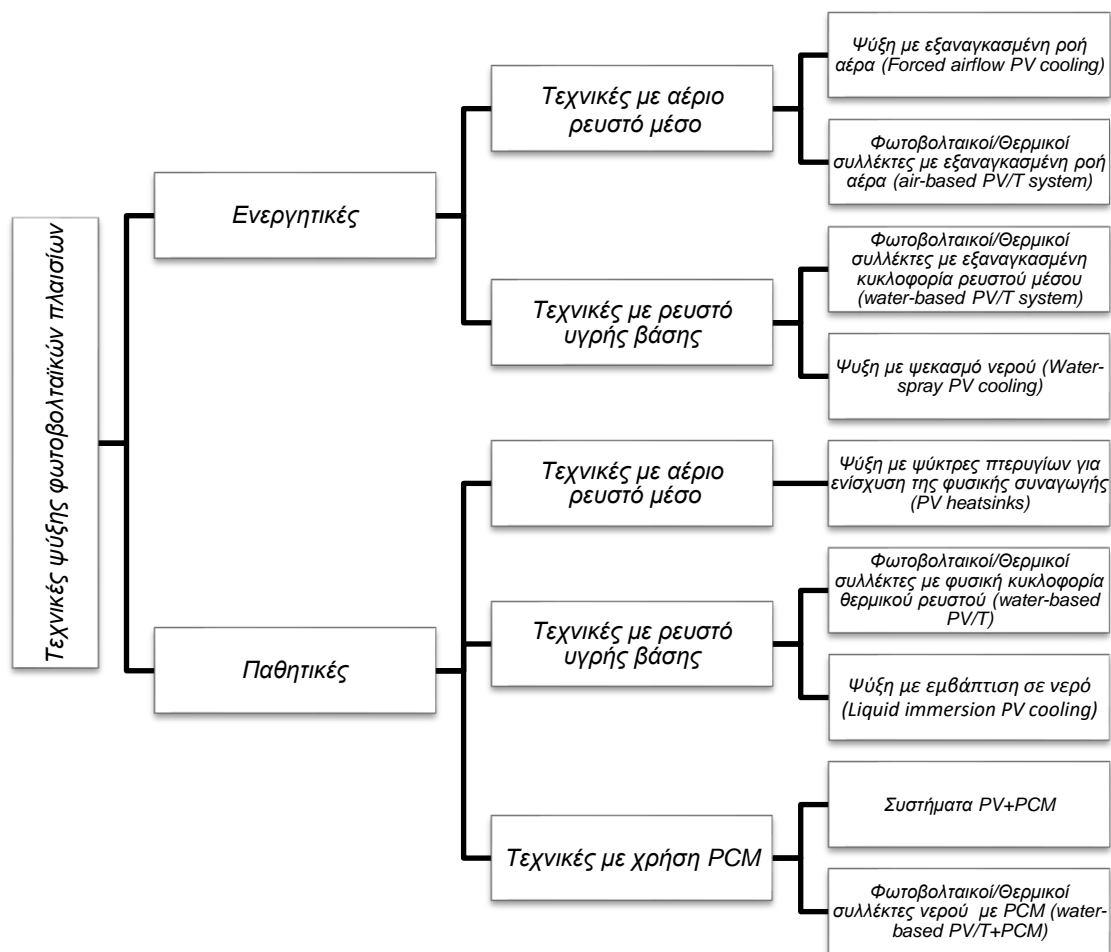 Τεχνικές ψύξης φωτοβολταϊκών πλαισίων
Ενεργητικές
Τεχνικές με αέριο
ρευστό μέσο
Ψύξη με εξαναγκασμένη ροή
αέρα (Forced airflow PV cooling)
Φωτοβολταικοί/Θερμικοί
συλλέκτες με εξαναγκασμένη ροή
αέρα (air-based PV/T system)
Τεχνικές με ρευστό
υγρής βάσης
Φωτοβολταικοί/Θερμικοί
συλλέκτες με εξαναγκασμένη
κυκλοφορία ρευστού μέσου
(water-based PV/T system)
Ψυξη με ψεκασμό νερού (Water-
spray PV cooling)
Παθητικές
Τεχνικές με αέριο
ρευστό μέσο
Ψύξη με ψύκτρες πτερυγίων για
ενίσχυση της φυσικής συναγωγής
(PV heatsinks)
Τεχνικές με ρευστό
υγρής βάσης
Φωτοβολταικοί/Θερμικοί
συλλέκτες με φυσική κυκλοφορία
θερμικού ρευστού (water-based
PV/T)
Ψύξη με εμβάπτιση σε νερό
(Liquid immersion PV cooling)
Τεχνικές με χρήση PCM
Συστήματα PV+PCM
Φωτοβολταικοί/Θερμικοί
συλλέκτες νερού με PCM (water-
based PV/T+PCM)